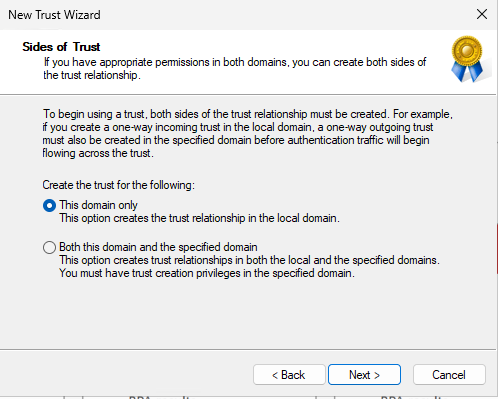 New Trust Wizard
Sides of Trust
If you have appropriate permissions in both domains, you can create both sides of
the trust relationship.
To begin using a trust, both sides of the trust relationship must be created. For example,
if you create a one-way incoming trust in the local domain, a one-way outgoing trust
must also be created in the specified domain before authentication traffic will begin
flowing across the trust.
Create the trust for the following:
This domain only
This option creates the trust relationship in the local domain.
Both this domain and the specified domain
This option creates trust relationships in both the local and the specified domains.
You must have trust creation privileges in the specified domain.
< Back
Next >
Cancel